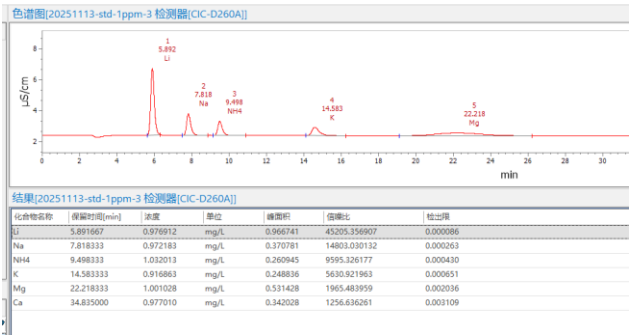 色谱图[20251113-std-1ppm-3 检测器[CIC-D260A]]
μS/cm
8
6
4
2
1
5.892
Li
2
7.818
Na
3
9.498
NH4
4
14.583
K
5
22.218
Mg
0 2 4 6 8 10 12 14 16 18 20 22 24 26 28 30
min
结果[20251113-std-1ppm-3 检测器[CIC-D260A]]
化合物名称 保留时间[min] 浓度 单位 峰面积 信噪比 检出限
Li 5.891667 0.976912 mg/L 0.966741 45205.356907 0.000086
Na 7.818333 0.972183 mg/L 0.370781 14803.030132 0.000263
NH4 9.498333 1.032013 mg/L 0.260945 9595.326177 0.000430
K 14.583333 0.916863 mg/L 0.248836 5630.921963 0.000651
Mg 22.218333 1.001028 mg/L 0.531428 1965.483959 0.002036
Ca 34.835000 0.977010 mg/L 0.342028 1256.636261 0.003109